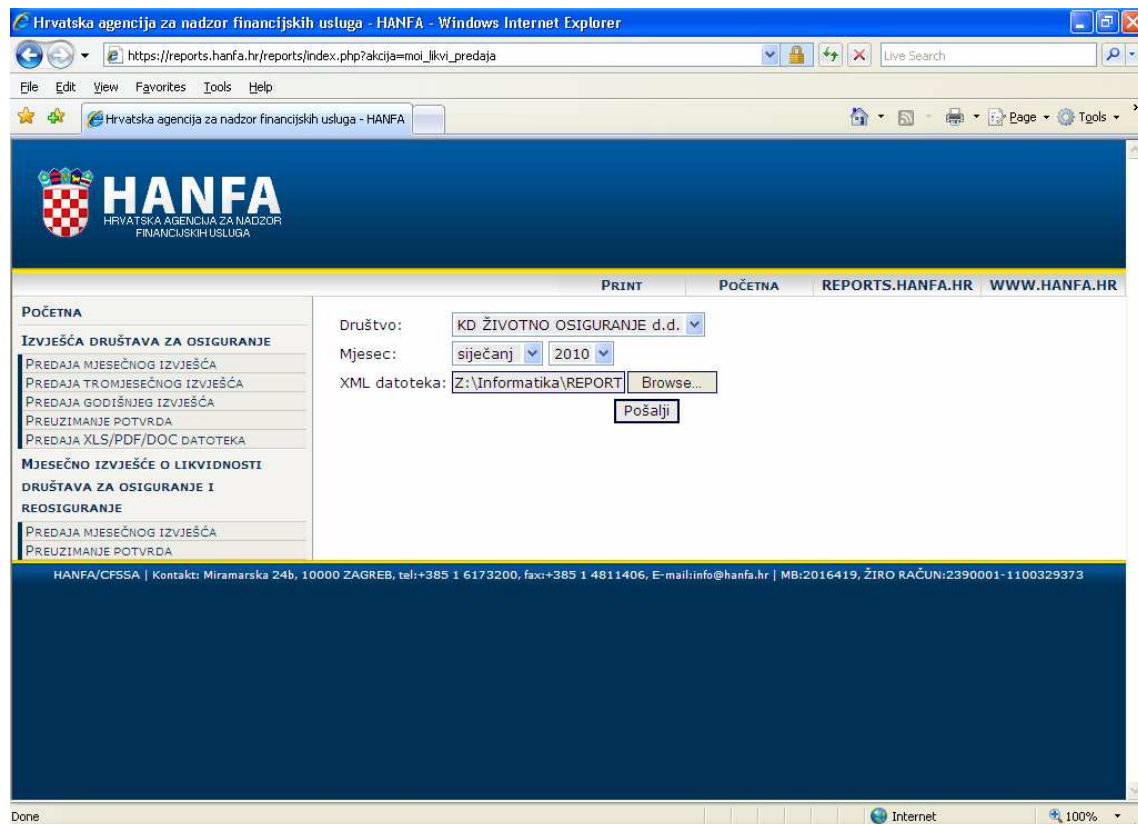 Hrvatska agencija za nadzor financijskih usluga - HANFA - Windows Internet Explorer
https://reports.hanfa.hr/reports/index.php?akcija=moi_likvi_predaja
Live Search
File Edit View Favorites Tools Help
Hrvatska agencija za nadzor financijskih usluga - HANFA
Page Tools
HANFA
HRVATSKA AGENCIJA ZA NADZOR
FINANCIJSKIH USLUGA
PRINT POČETNA REPORTS.HANFA.HR WWW.HANFA.HR
POČETNA
IZVJEŠĆA DRUŠTAVA ZA OSIGURANJE
PREDAJA MJESEČNOG IZVJEŠĆA
PREDAJA TROMJESEČNOG IZVJEŠĆA
PREDAJA GODIŠNJEG IZVJEŠĆA
PREUZIMANJE POTVRDA
PREDAJA XLS/PDF/DOC DATOTEKA
MJESEČNO IZVJEŠĆE O LIKVIDNOSTI
DRUŠTAVA ZA OSIGURANJE I
REOSIGURANJE
PREDAJA MJESEČNOG IZVJEŠĆA
PREUZIMANJE POTVRDA
Društvo: KD ŽIVOTNO OSIGURANJE d.d.
Mjesec: siječanj 2010
XML datoteka: Z:\Informatika\REPORT Browse...
Pošalji
HANFA/CFSSA | Kontakt: Miramarska 24b, 10000 ZAGREB, tel:+385 1 6173200, fax:+385 1 4811406, E-mail:info@hanfa.hr | MB:2016419, ŽIRO RAČUN:2390001-1100329373
Done Internet 100%